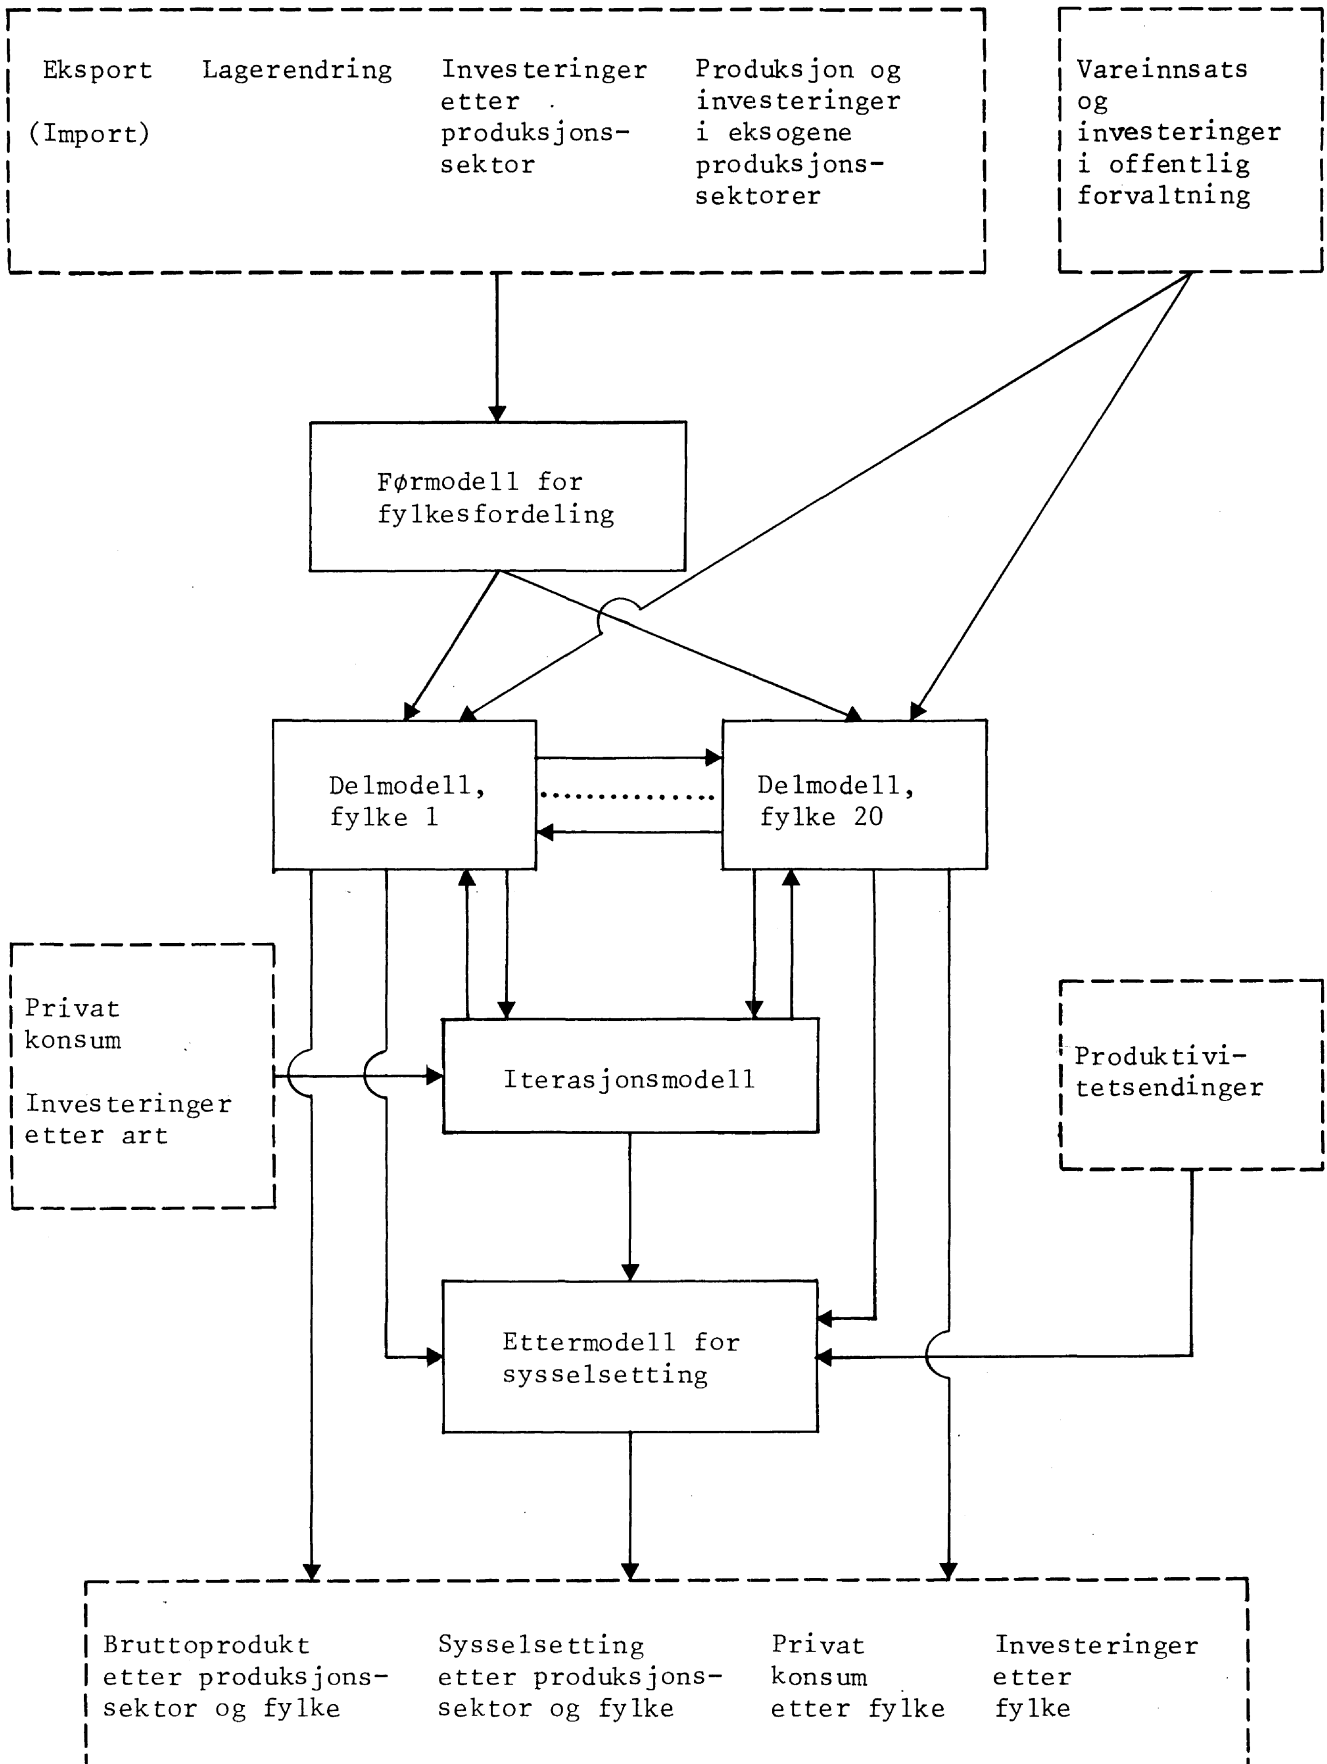 Eksport
(Import)
Lagerendring
Investeringer
etter
produksjons-
sektor
Produksjon og
investeringer
i eksogene
produksjons-
sektorer
Vareinnsats
og
investeringer
i offentlig
forvaltning
Førmodell for
fylkesfordeling
Delmodell,
fylke 1
Delmodell,
fylke 20
Privat
konsum
Investeringer
etter art
Iterasjonsmodell
Produktivi-
tetsendinger
Ettermodell for
sysselsetting
Bruttoprodukt
etter produksjons-
sektor og fylke
Sysselsetting
etter produksjons-
sektor og fylke
Privat
konsum
etter fylke
Investeringer
etter
fylke